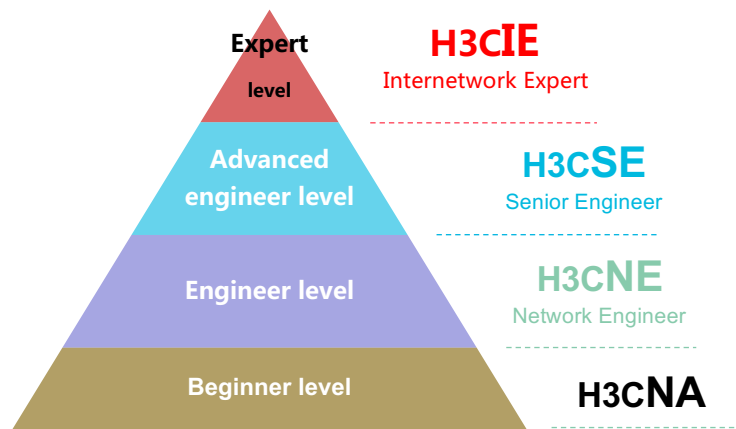 Expert
level
H3CIE
Internetwork Expert
Advanced
engineer level
H3CSE
Senior Engineer
Engineer level
H3CNE
Network Engineer
Beginner level
H3CNA